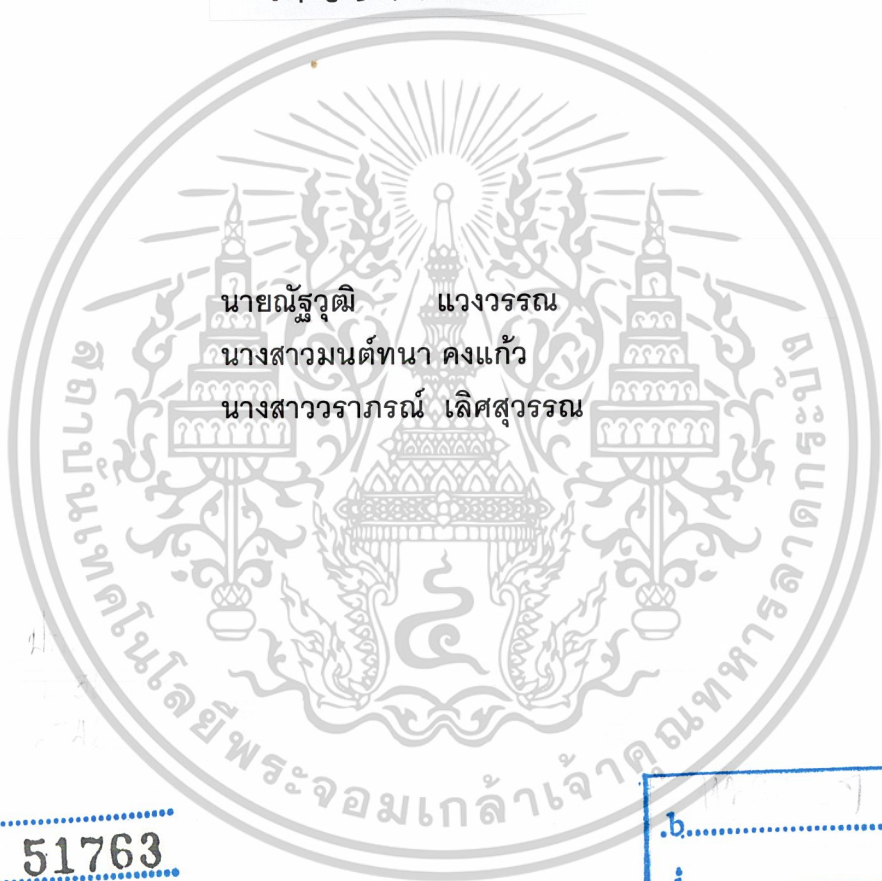 นายณัฐวุฒิ แวงวรรณ
นางสาวมนต์ทนา คงแก้ว
นางสาววราภรณ์ เลิศสุวรรณ
สถาบันเทคโนโลยีพระจอมเกล้าเจ้าคุณทหารลาดกระบัง
๔
51763
.b
i